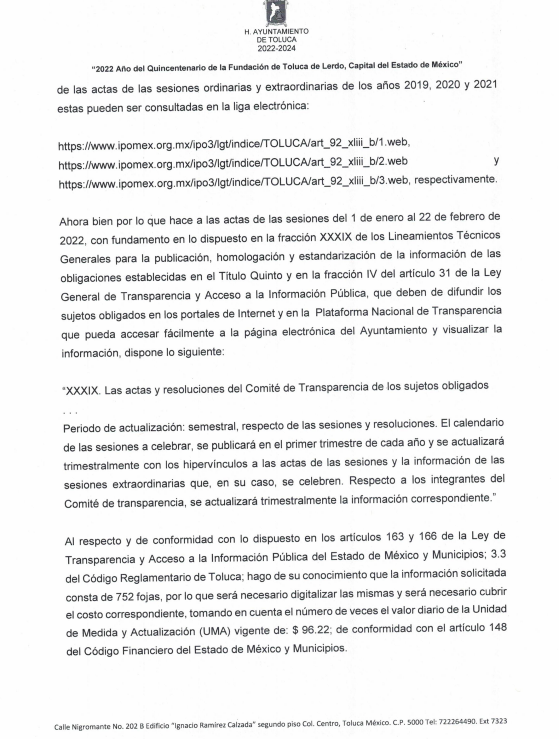 H. AYUNTAMIENTO
DE TOLUCA
2022-2024
"2022 Año del Quincentenario de la Fundación de Toluca de Lerdo, Capital del Estado de México"
de las actas de las sesiones ordinarias y extraordinarias de los años 2019, 2020 y 2021
estas pueden ser consultadas en la liga electrónica:
https://www.ipomex.org.mx/ipo3/lgt/indice/TOLUCA/art_92_xliii_b/1.web,
https://www.ipomex.org.mx/ipo3/lgt/indice/TOLUCA/art_92_xliii_b/2.web y
https://www.ipomex.org.mx/ipo3/lgt/indice/TOLUCA/art_92_xliii_b/3.web, respectivamente.
Ahora bien por lo que hace a las actas de las sesiones del 1 de enero al 22 de febrero de
2022, con fundamento en lo dispuesto en la fracción XXXIX de los Lineamientos Técnicos
Generales para la publicación, homologación y estandarización de la información de las
obligaciones establecidas en el Titulo Quinto y en la fracción IV del artículo 31 de la Ley
General de Transparencia y Acceso a la Información Pública, que deben de difundir los
sujetos obligados en los portales de Internet y en la Plataforma Nacional de Transparencia
que pueda accesar fácilmente a la página electrónica del Ayuntamiento y visualizar la
información, dispone lo siguiente:
"XXXIX. Las actas y resoluciones del Comité de Transparencia de los sujetos obligados
. . .
Periodo de actualización: semestral, respecto de las sesiones y resoluciones. El calendario
de las sesiones a celebrar, se publicará en el primer trimestre de cada año y se actualizará
trimestralmente con los hipervínculos a las actas de las sesiones y la información de las
sesiones extraordinarias que, en su caso, se celebren. Respecto a los integrantes del
Comité de transparencia, se actualizará trimestralmente la información correspondiente."
Al respecto y de conformidad con lo dispuesto en los artículos 163 y 166 de la Ley de
Transparencia y Acceso a la Información Pública del Estado de México y Municipios; 3.3
del Código Reglamentario de Toluca; hago de su conocimiento que la información solicitada
consta de 752 fojas, por lo que será necesario digitalizar las mismas y será necesario cubrir
el costo correspondiente, tomando en cuenta el número de veces el valor diario de la Unidad
de Medida y Actualización (UMA) vigente de: $ 96.22; de conformidad con el artículo 148
del Código Financiero del Estado de México y Municipios.
Calle Nigromante No. 202 B Edificio "Ignacio Ramírez Calzada" segundo piso Col. Centro, Toluca México. C.P. 5000 Tel: 722264490. Ext 7323